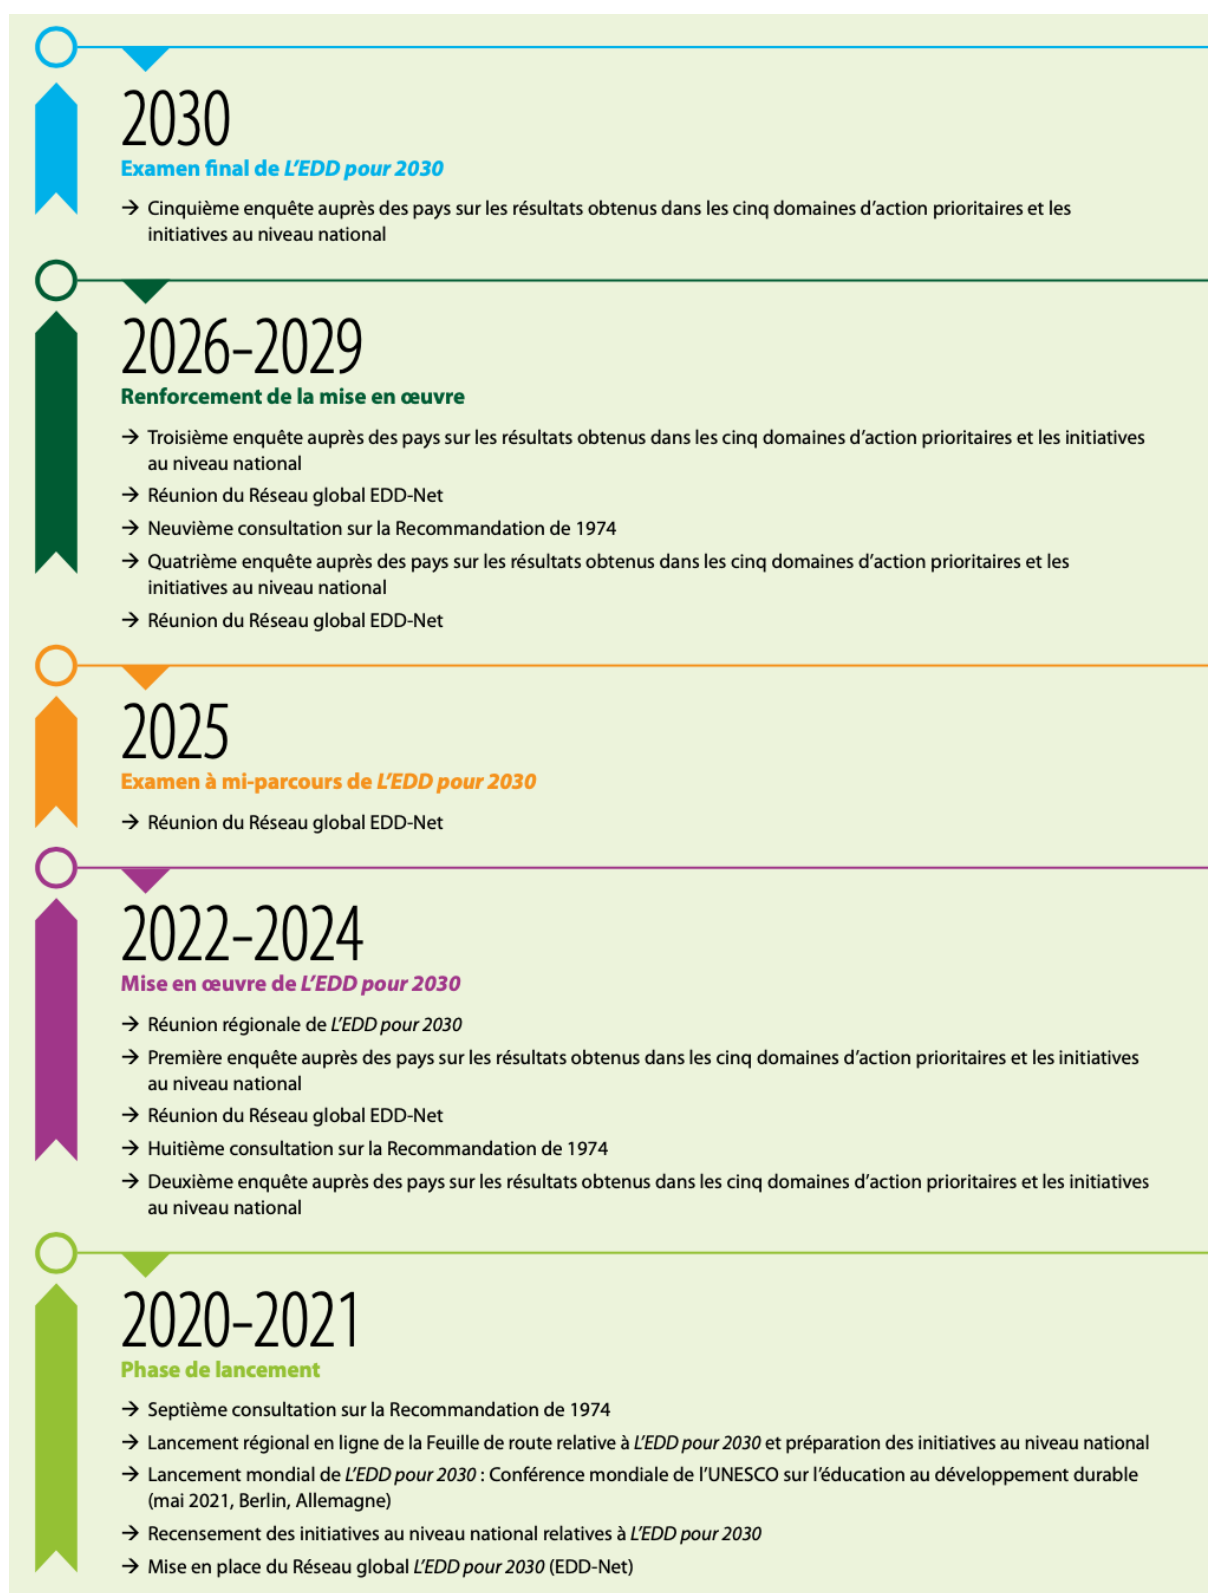 2030
Examen final de L’EDD pour 2030
→ Cinquième enquête auprès des pays sur les résultats obtenus dans les cinq domaines d’action prioritaires et les
initiatives au niveau national
2026-2029
Renforcement de la mise en œuvre
→ Troisième enquête auprès des pays sur les résultats obtenus dans les cinq domaines d’action prioritaires et les initiatives
au niveau national
→ Réunion du Réseau global EDD-Net
→ Neuvième consultation sur la Recommandation de 1974
→ Quatrième enquête auprès des pays sur les résultats obtenus dans les cinq domaines d’action prioritaires et les
initiatives au niveau national
→ Réunion du Réseau global EDD-Net
2025
Examen à mi-parcours de L’EDD pour 2030
→ Réunion du Réseau global EDD-Net
2022-2024
Mise en œuvre de L’EDD pour 2030
→ Réunion régionale de L’EDD pour 2030
→ Première enquête auprès des pays sur les résultats obtenus dans les cinq domaines d’action prioritaires et les initiatives
au niveau national
→ Réunion du Réseau global EDD-Net
→ Huitième consultation sur la Recommandation de 1974
→ Deuxième enquête auprès des pays sur les résultats obtenus dans les cinq domaines d’action prioritaires et les initiatives
au niveau national
2020-2021
Phase de lancement
→ Septième consultation sur la Recommandation de 1974
→ Lancement régional en ligne de la Feuille de route relative à L’EDD pour 2030 et préparation des initiatives au niveau national
→ Lancement mondial de L’EDD pour 2030 : Conférence mondiale de l’UNESCO sur l’éducation au développement durable
(mai 2021, Berlin, Allemagne)
→ Recensement des initiatives au niveau national relatives à L’EDD pour 2030
→ Mise en place du Réseau global L’EDD pour 2030 (EDD-Net)